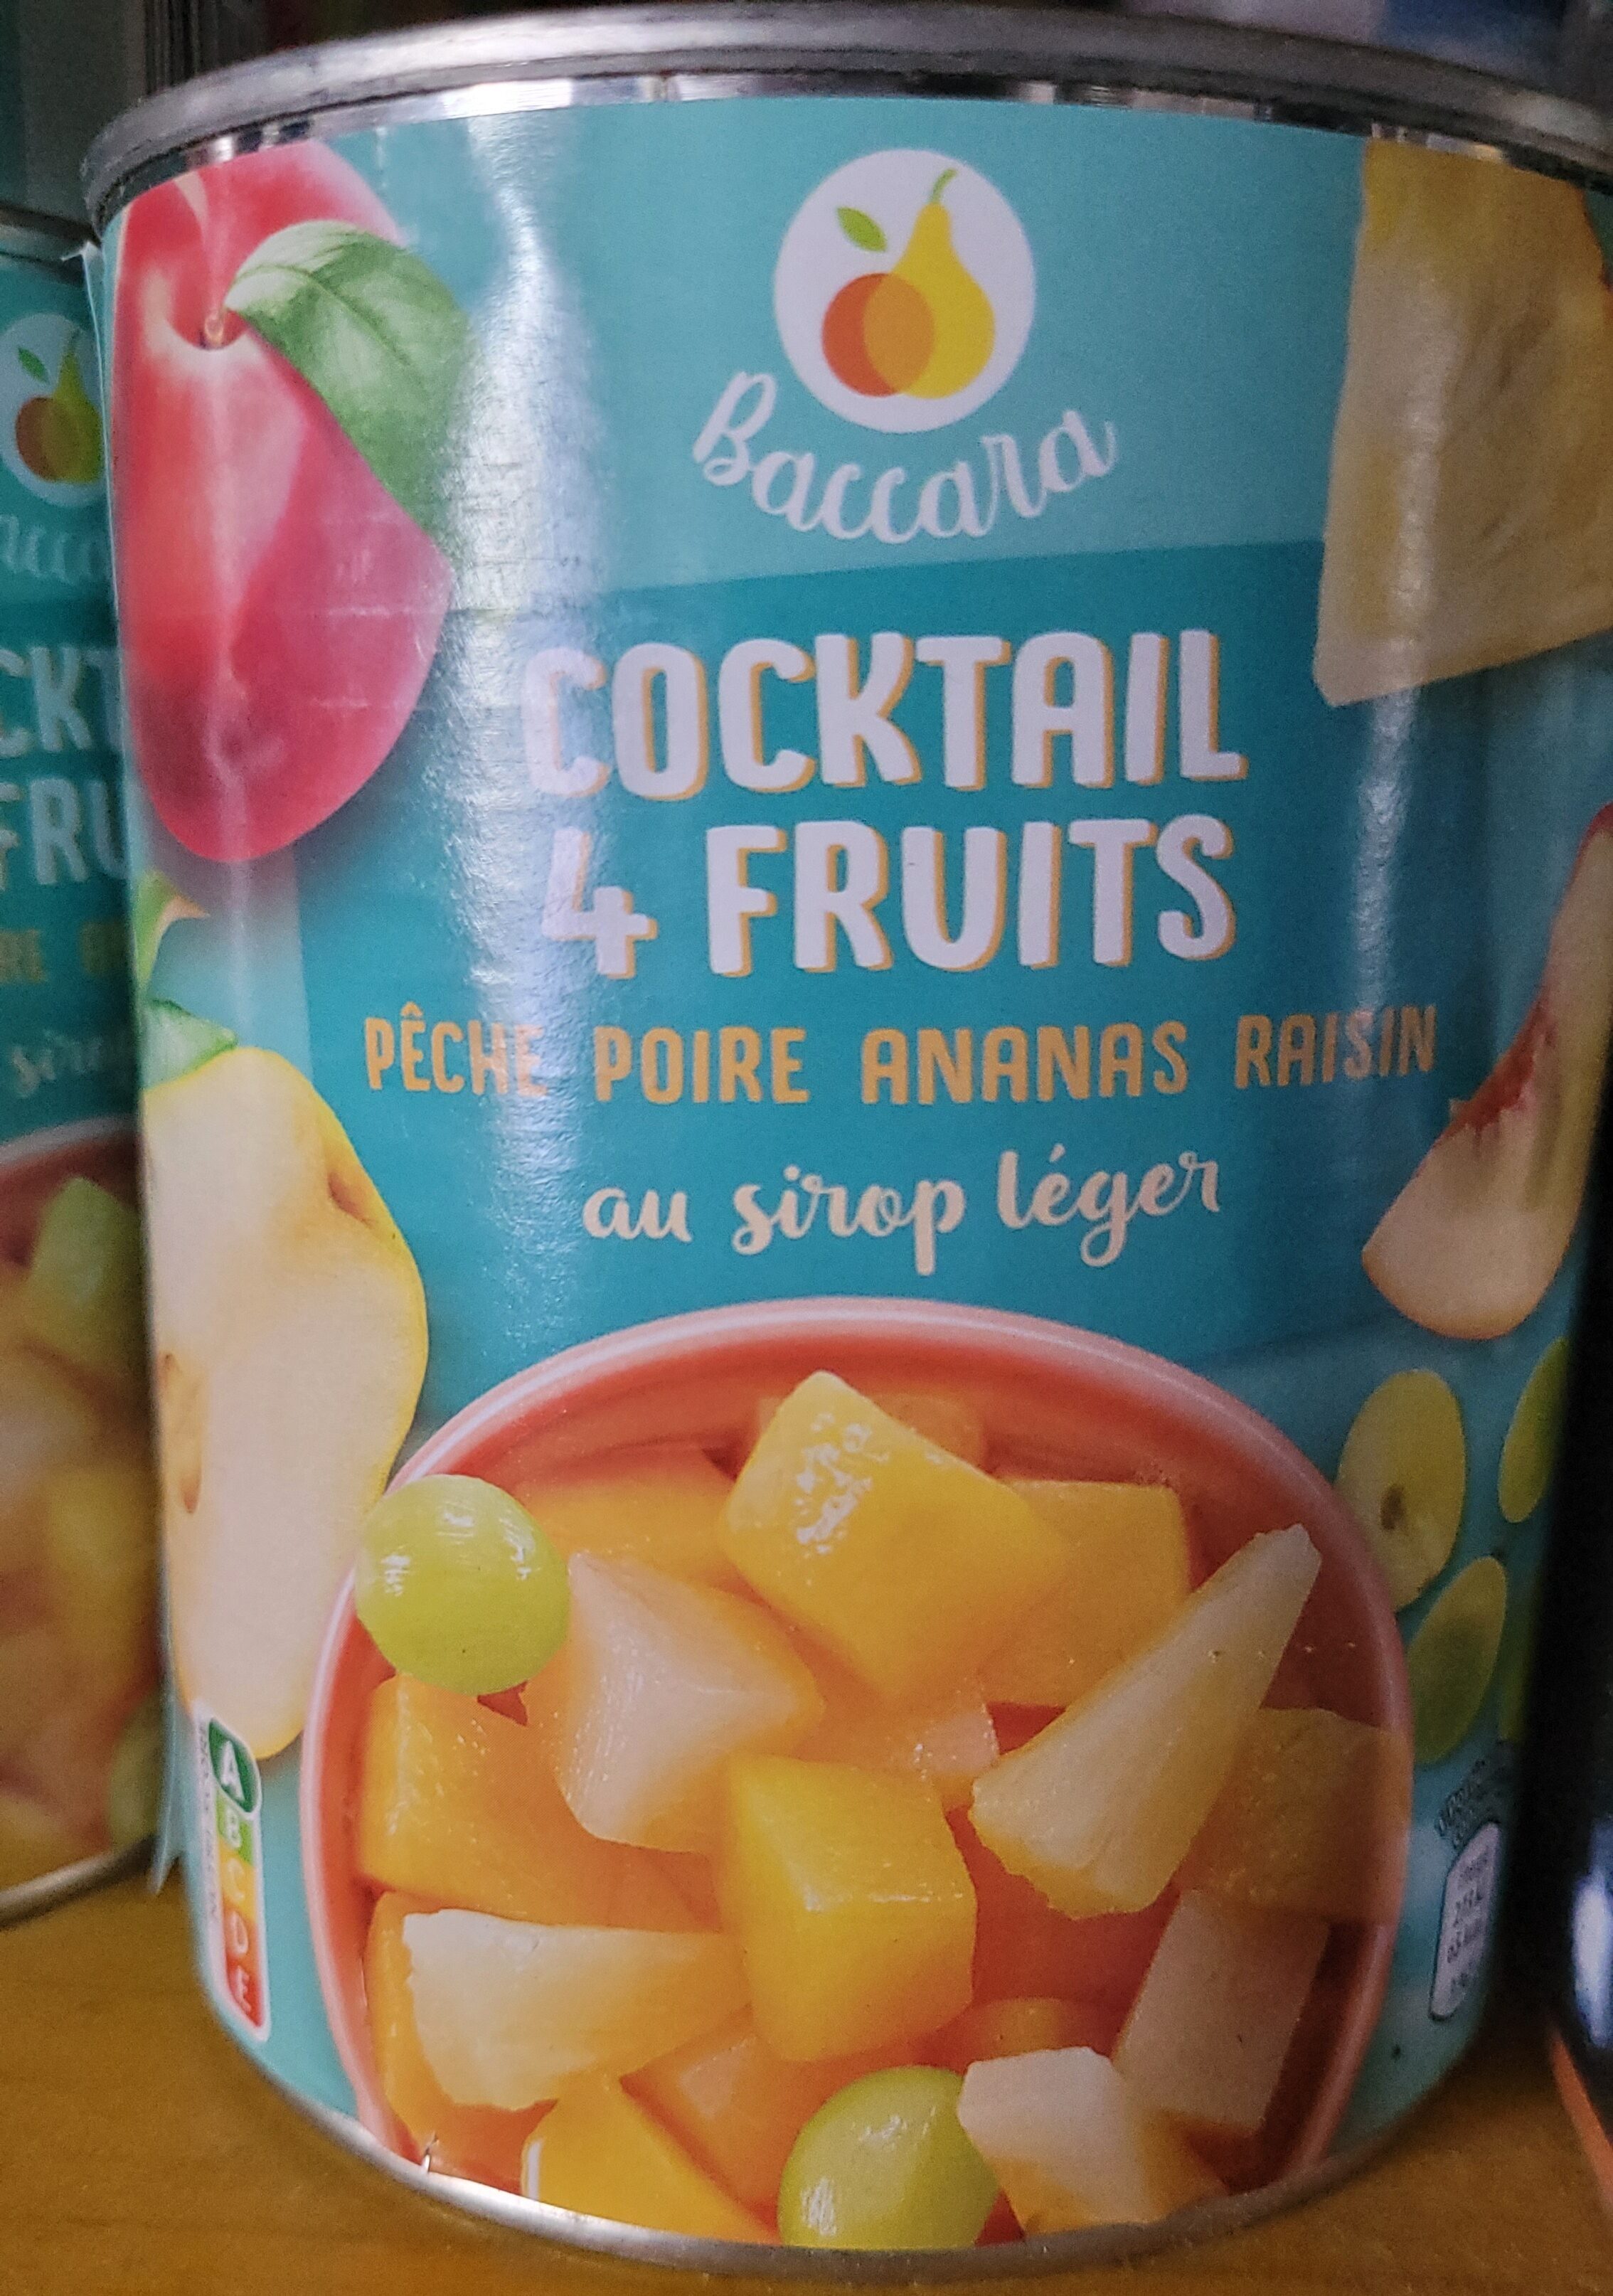 Baccara
COCKTAIL
4 FRUITS
PÊCHE POIRE ANANAS RAISIN
au sirop léger
A
B
C
D
E